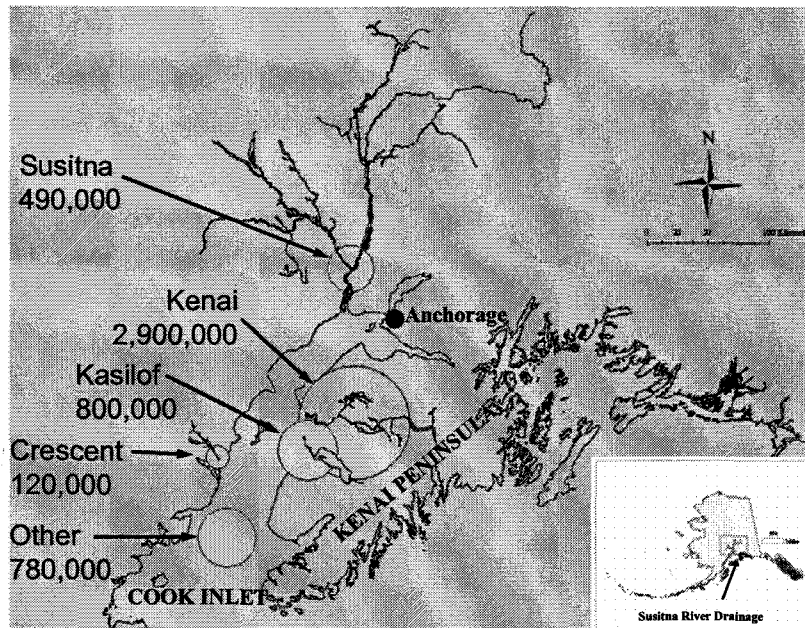 Susitna
490,000
N
Kenai
2,900,000
Anchorage
Kasilof
800,000
Crescent
120,000
KENAI PENINSULA
Other
780,000
COOK INLET
Susitna River Drainage